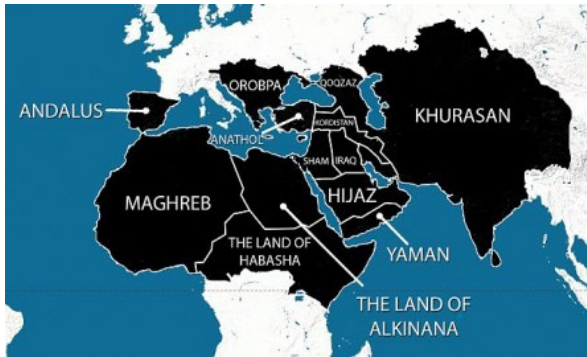 OROBPA
QOQZAZ
ANDALUS
ANATHOL
KORDISTAN
KHURASAN
SHAM
IRAQ
MAGHREB
HIJAZ
THE LAND OF
HABASHA
YAMAN
THE LAND OF
ALKINANA